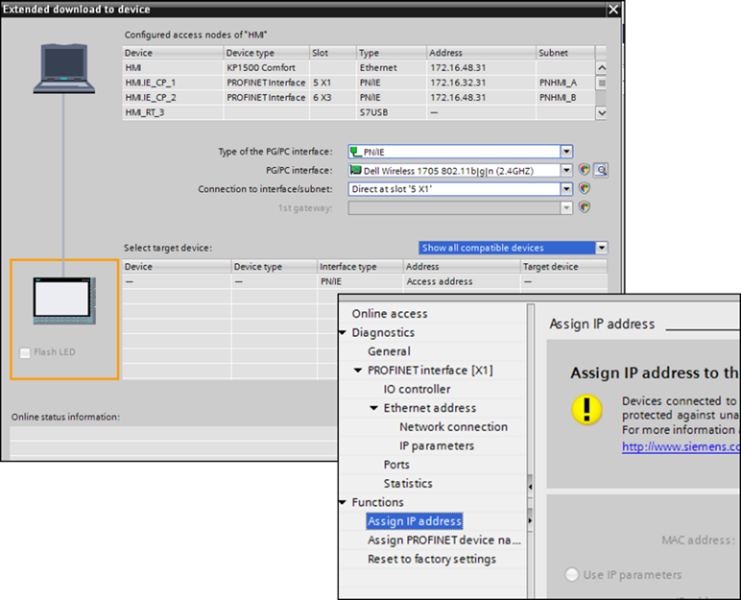 Extended download to device
Configured access nodes of "HMI"
Device Device type Slot Type Address Subnet
HMI KP1500 Comfort Ethernet 172.16.48.31
HMI.IE_CP_1 PROFINET Interface 5 X1 PN/IE 172.16.32.31 PNHMI_A
HMI.IE_CP_2 PROFINET Interface 6 X3 PN/IE 172.16.48.31 PNHMI_B
HMI_RT_3 S7USB —
Type of the PG/PC interface: PN/IE
PG/PC interface: Dell Wireless 1705 802.11b|g|n (2.4GHZ)
Connection to interface/subnet: Direct at slot '5 X1'
1st gateway:
Select target device: Show all compatible devices
Device Device type Interface type Address Target device
— — PN/IE Access address —
Flash LED
Online status information:
Online access
Diagnostics
General
PROFINET interface [X1]
IO controller
Ethernet address
Network connection
IP parameters
Ports
Statistics
Functions
Assign IP address
Assign PROFINET device na...
Reset to factory settings
Assign IP address
Assign IP address to th
Devices connected to
protected against una
For more information
http://www.siemens.co
MAC address:
Use IP parameters